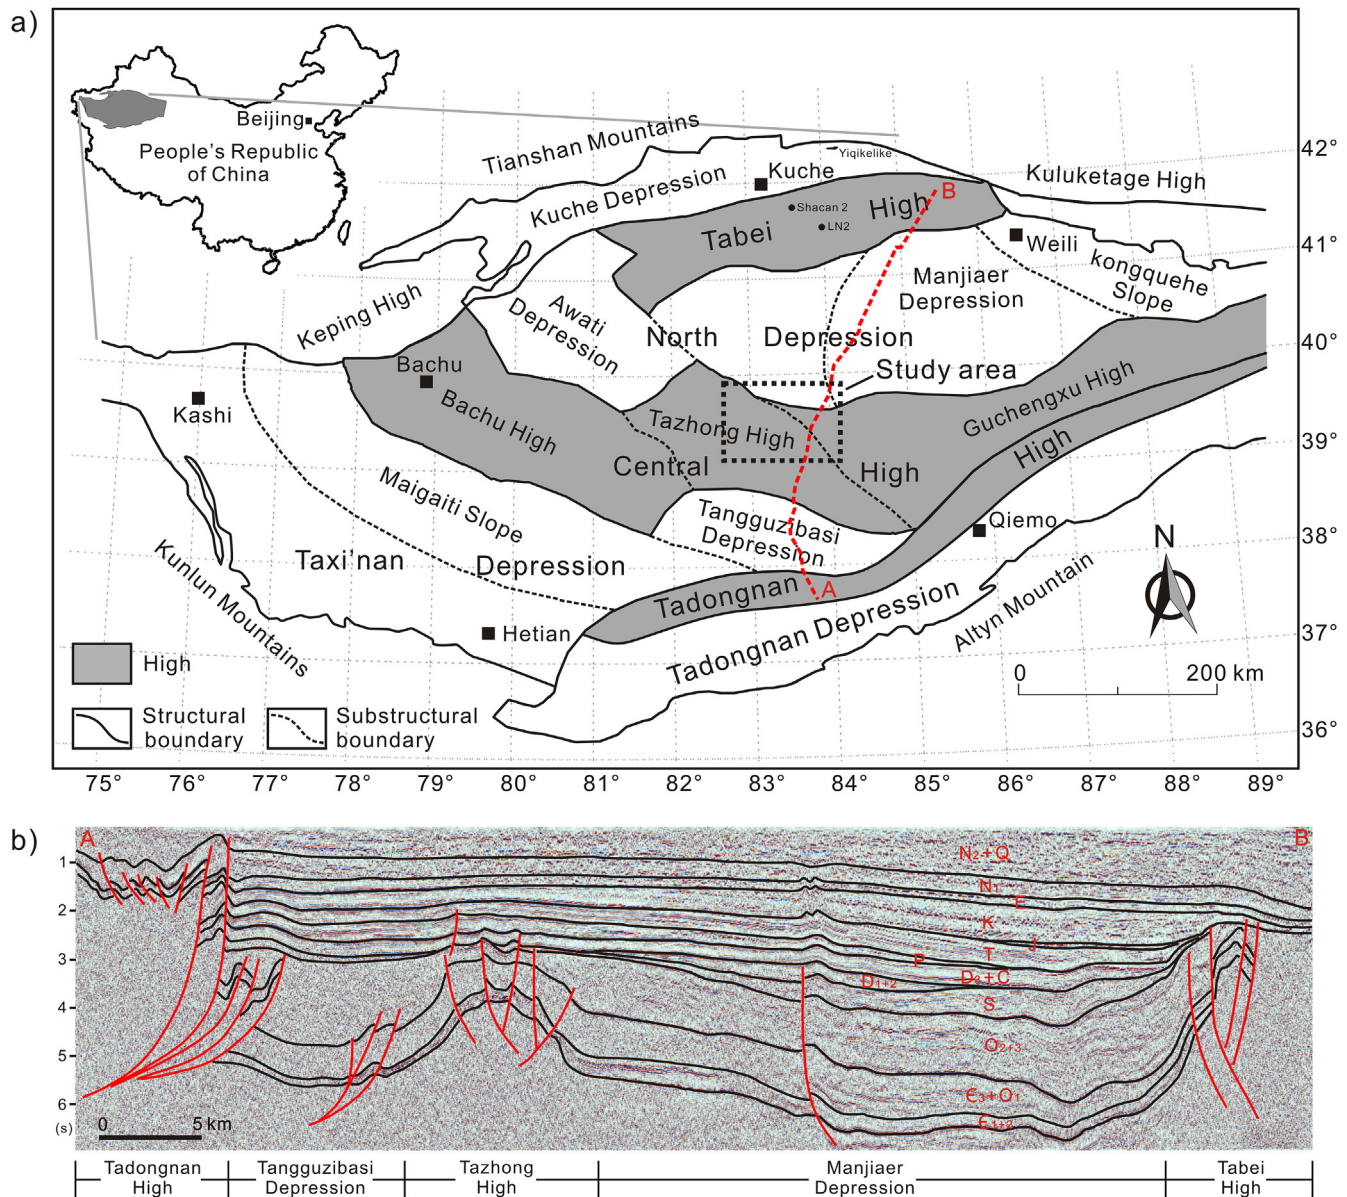 a)
Beijing
People's Republic
of China
Tianshan Mountains
Yiqikelike
Kuche
Kuche Depression
Kuluketage High
Shacan 2
LN2
Tabei
High
B
Weili
kongquehe
Slope
Manjiaer
Depression
Keping High
Awati
Depression
North
Depression
Study area
Bachu
Bachu High
Kashi
Tazhong High
Guchengxu High
Central
High
High
Maigaiti Slope
Tangguzibasi
Depression
Qiemo
Taxi'nan
Depression
Kunlun Mountains
Tadongnan
A
Hetian
Tadongnan Depression
Altyn Mountain
N
0
200 km
High
Structural
boundary
Substructural
boundary
42°
41°
40°
39°
38°
37°
36°
75°
76°
77°
78°
79°
80°
81°
82°
83°
84°
85°
86°
87°
88°
89°
b)
A
B
1
2
3
4
5
6
(s)
N₂+Q
N₁
E
K
J
T
P
D₃+C
D₁₊₂
S
O₂₊₃
Є₃+O₁
Є₁₊₂
0
5 km
Tadongnan
High
Tangguzibasi
Depression
Tazhong
High
Manjiaer
Depression
Tabei
High